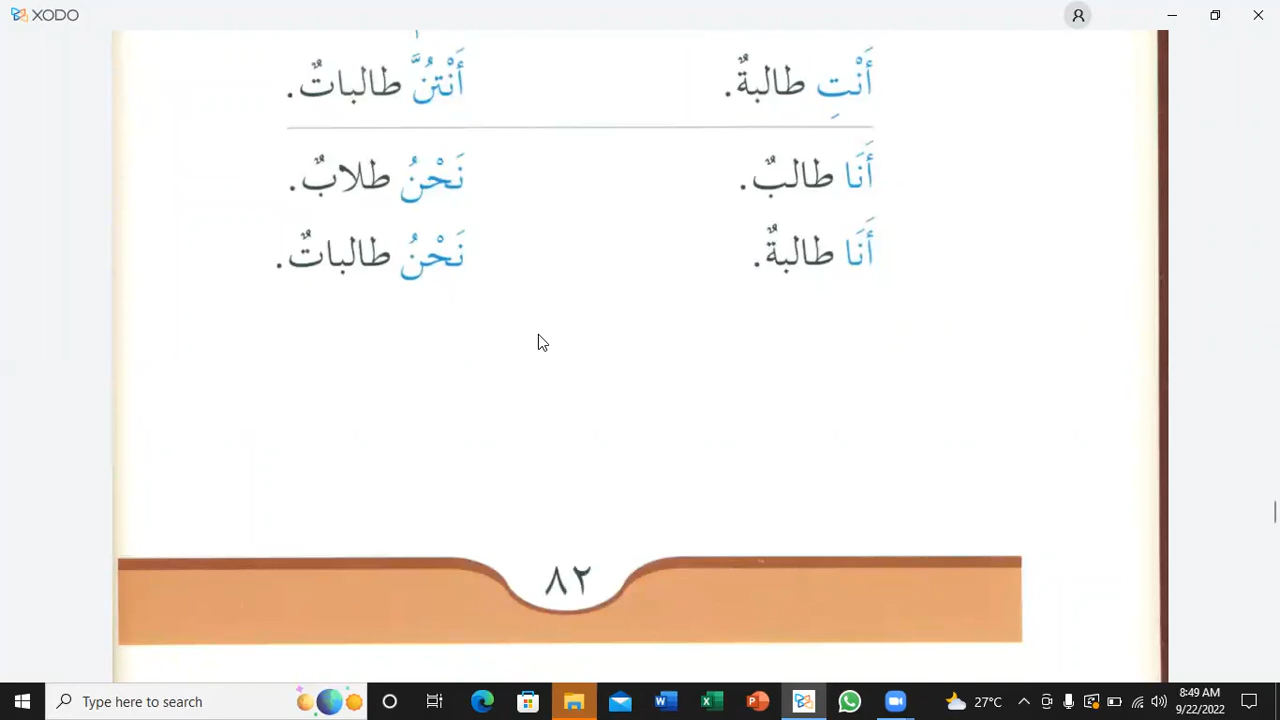 XODO
أَنْتِ طالبةٌ. أَنْتُنَّ طالباتٌ.
أَنَا طالبٌ. نَحْنُ طلابٌ.
أَنَا طالبةٌ. نَحْنُ طالباتٌ.
٨٢
Type here to search
27°C
8:49 AM
9/22/2022